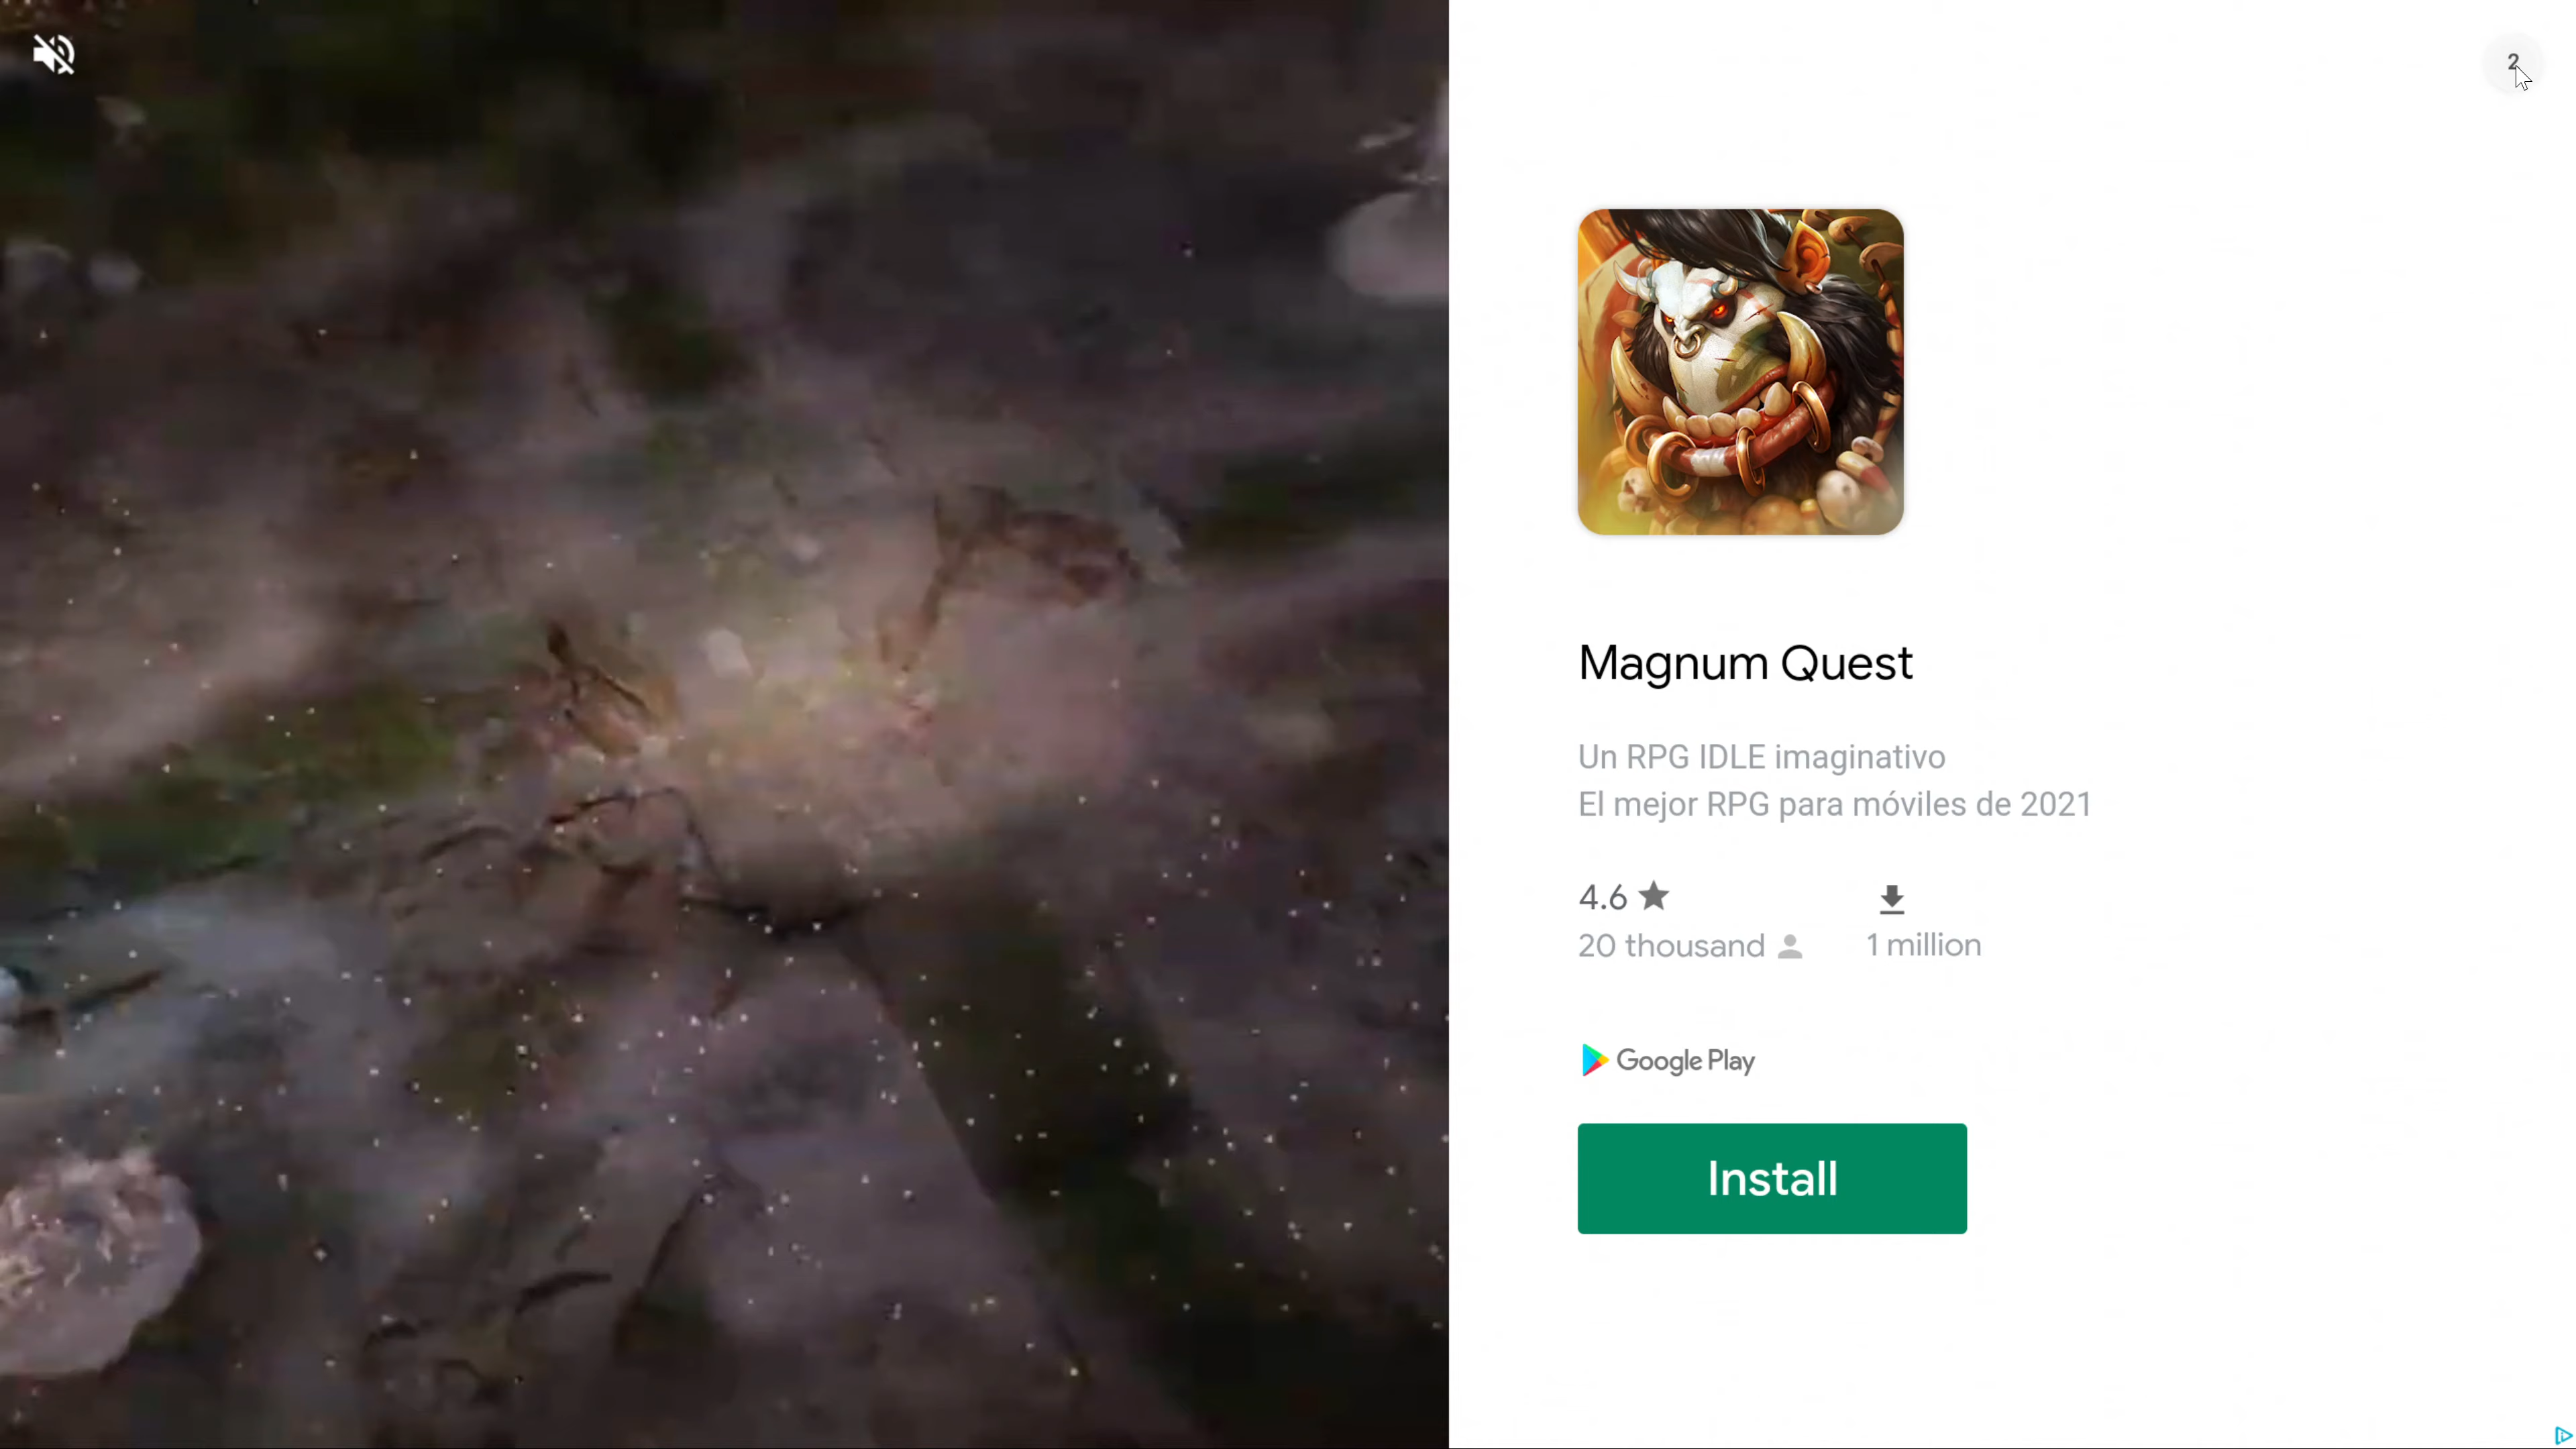 2
Magnum Quest
Un RPG IDLE imaginativo
El mejor RPG para móviles de 2021
4.6
20 thousand
1 million
Google Play
Install